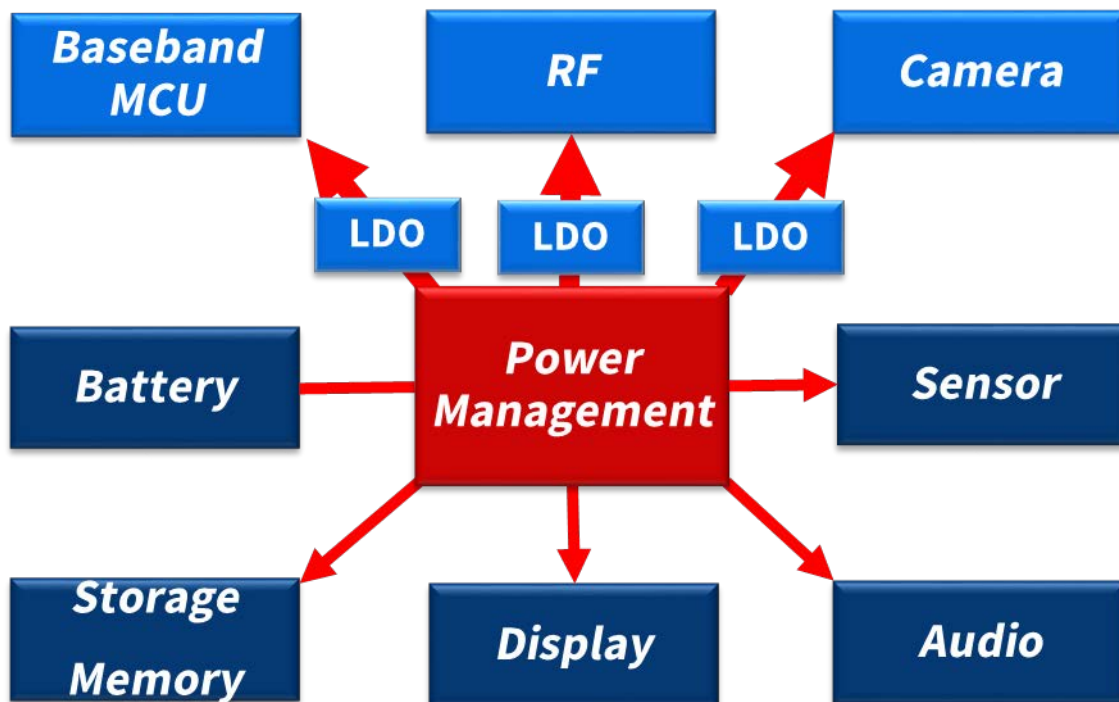 Baseband
MCU
RF
Camera
LDO
LDO
LDO
Battery
Power
Management
Sensor
Storage
Memory
Display
Audio